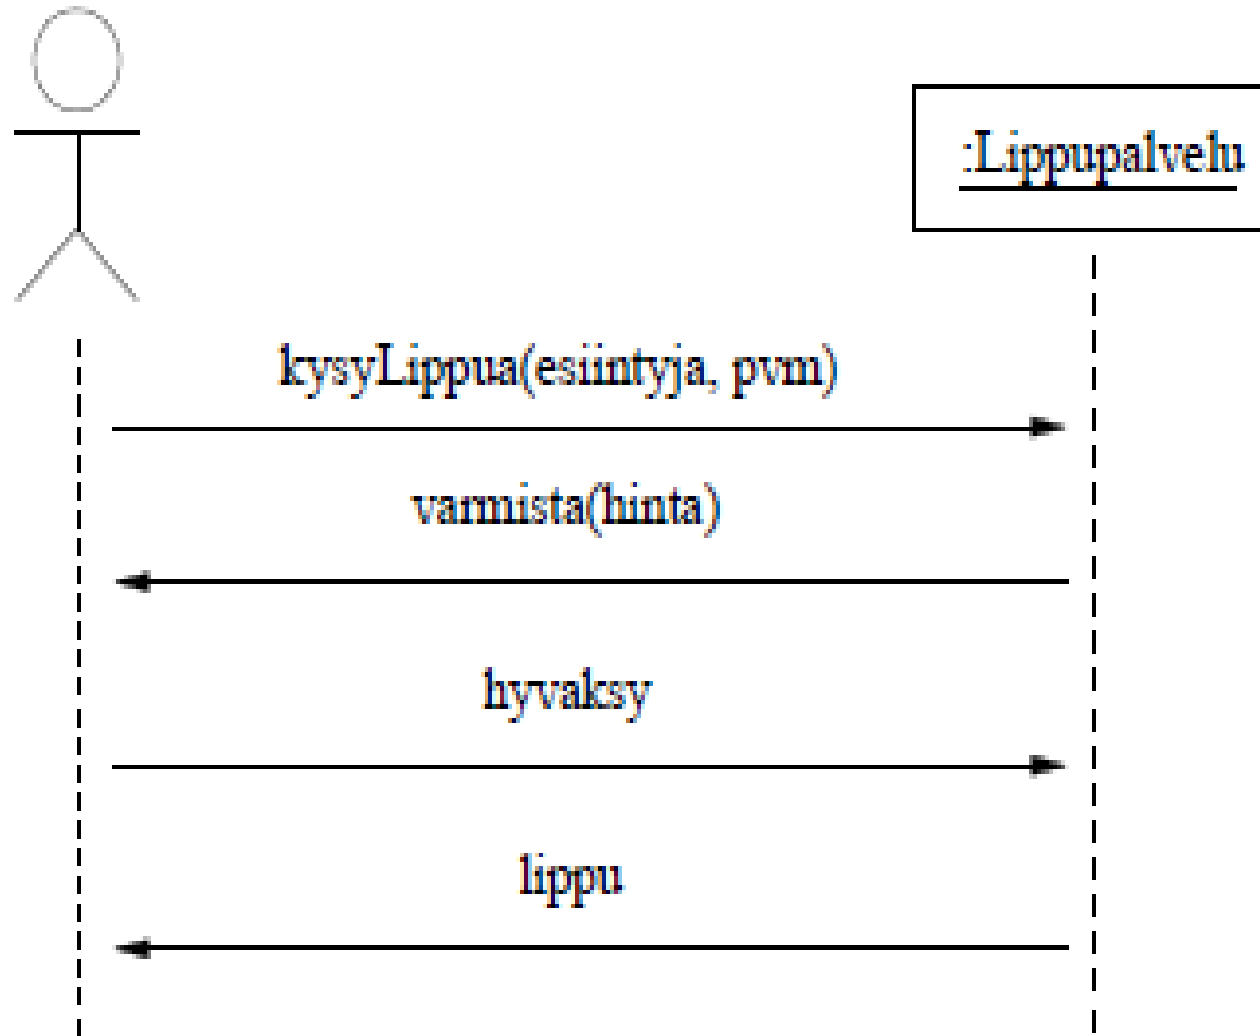 :Lippupalvelu
kysyLippua(esiintyja, pvm)
varmista(hinta)
hyvaksy
lippu